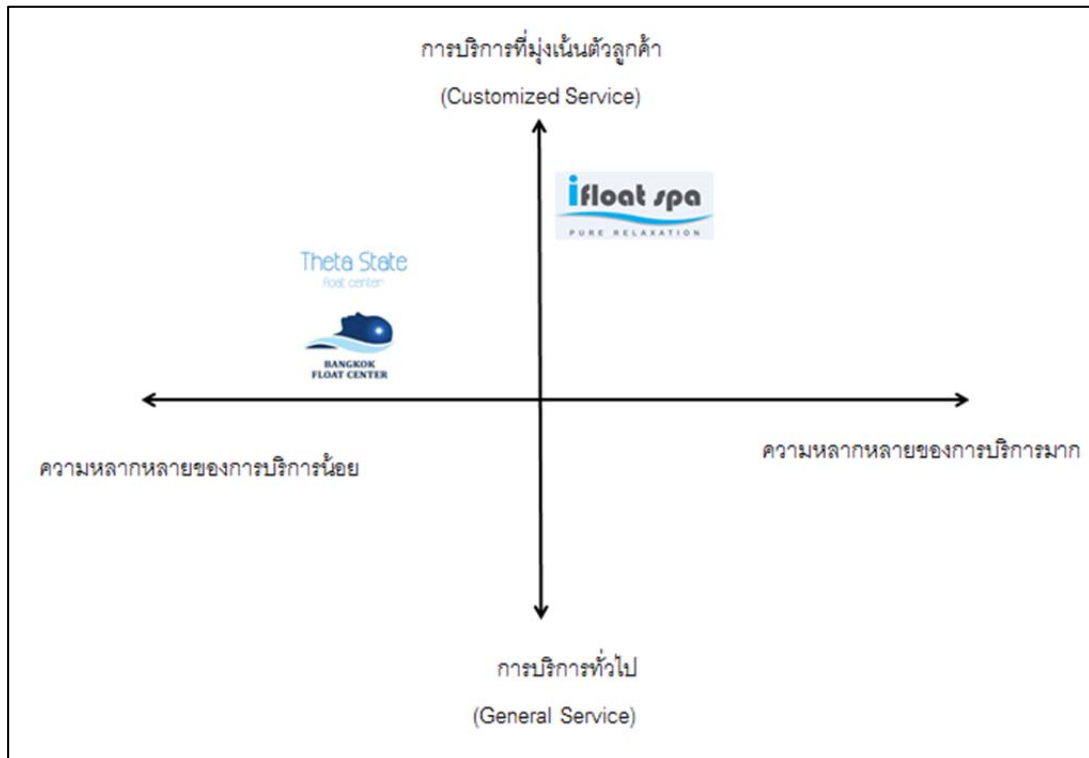 การบริการที่มุ่งเน้นตัวลูกค้า
(Customized Service)
ifloat spa
PURE RELAXATION
Theta State
float center
BANGKOK
FLOAT CENTER
ความหลากหลายของการบริการน้อย
ความหลากหลายของการบริการมาก
การบริการทั่วไป
(General Service)